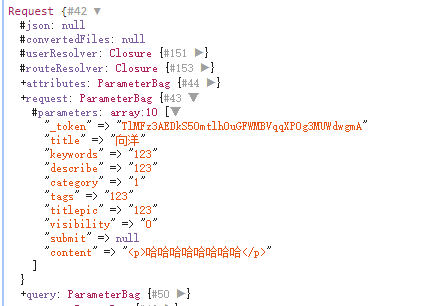 Request {#42 ▼
#json: null
#convertedFiles: null
#userResolver: Closure {#151 ▶}
#routeResolver: Closure {#153 ▶}
+attributes: ParameterBag {#44 ▶}
+request: ParameterBag {#43 ▼
#parameters: array:10 [▼
"_token" => "TlMFz3AEDkS5OmtlhOuGFWMBVqqXPOg3MUWdwgmA"
"title" => "向洋"
"keywords" => "123"
"describe" => "123"
"category" => "1"
"tags" => "123"
"titlepic" => "123"
"visibility" => "0"
"submit" => null
"content" => "<p>哈哈哈哈哈哈哈哈</p>"
]
}
+query: ParameterBag {#50 ▶}